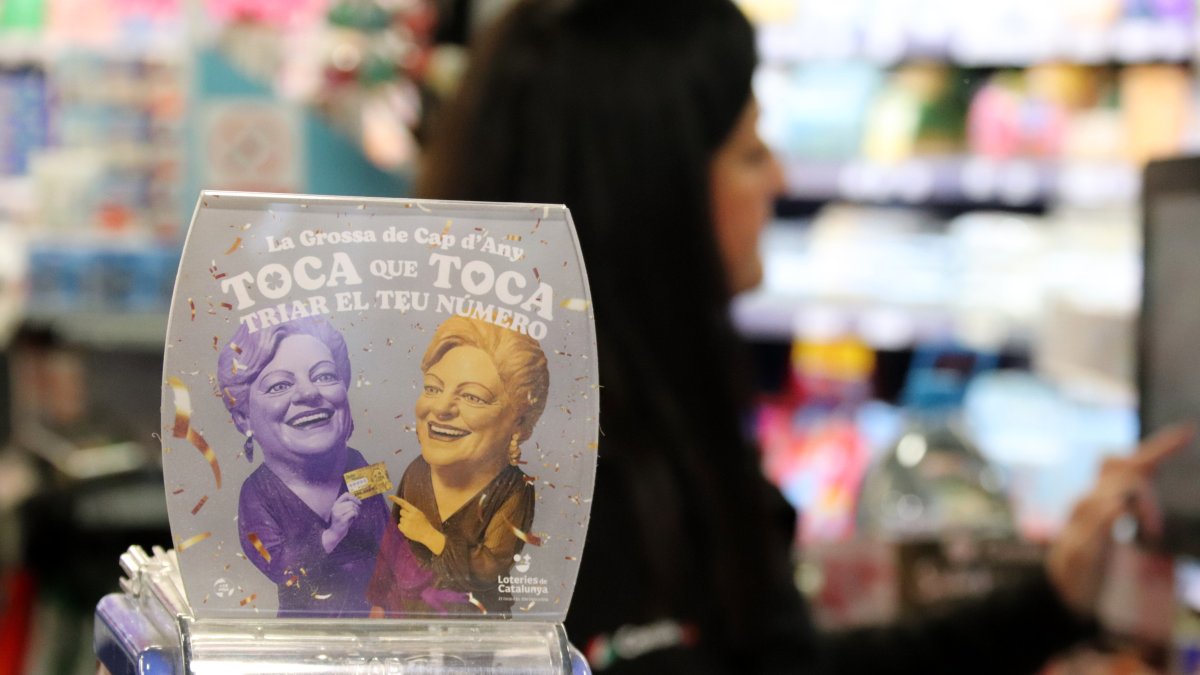 La Grossa de Cap d'Any
TOCA QUE TOCA
TRIAR EL TEU NÚMERO
Loteries de
Catalunya